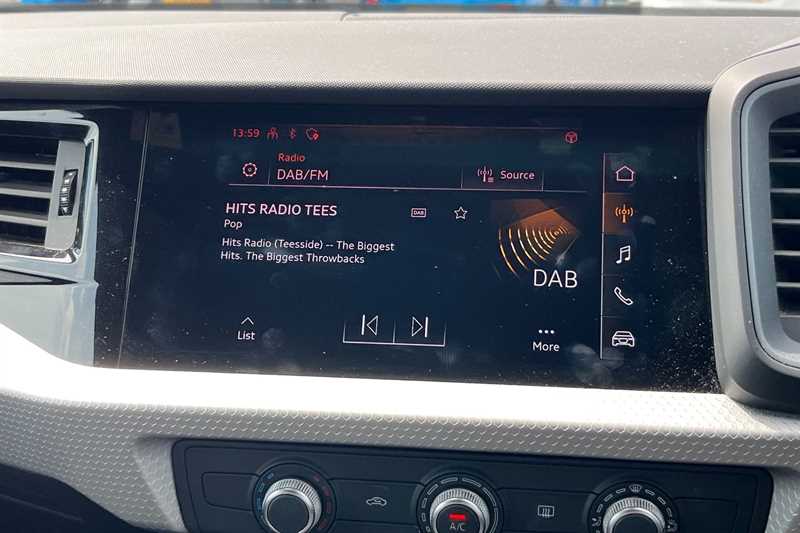 13:59
Radio
DAB/FM
Source
HITS RADIO TEES
DAB
Pop
Hits Radio (Teesside) -- The Biggest
Hits. The Biggest Throwbacks
DAB
List
More
A/C